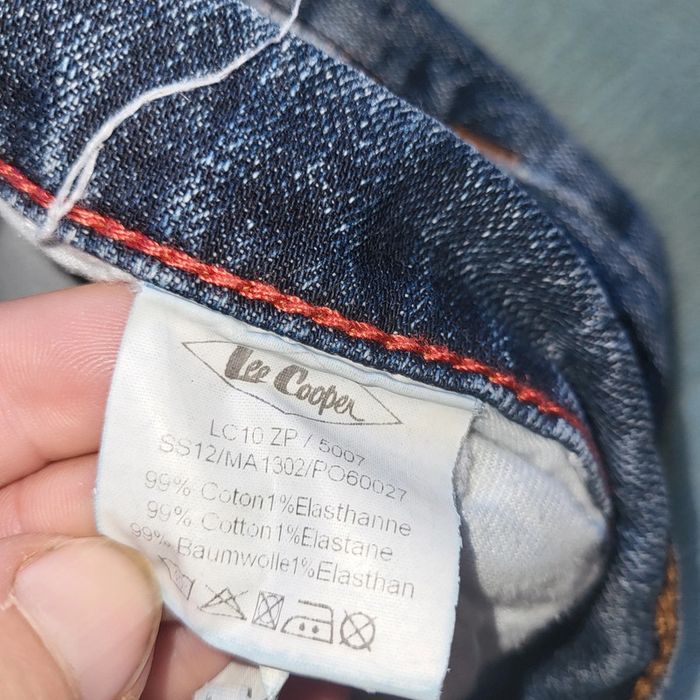 Lee Cooper
LC10 ZP / 5007
SS12/MA1302/PO60027
99% Coton1%Elasthanne
99% Cotton1%Elastane
99% Baumwolle1%Elasthan